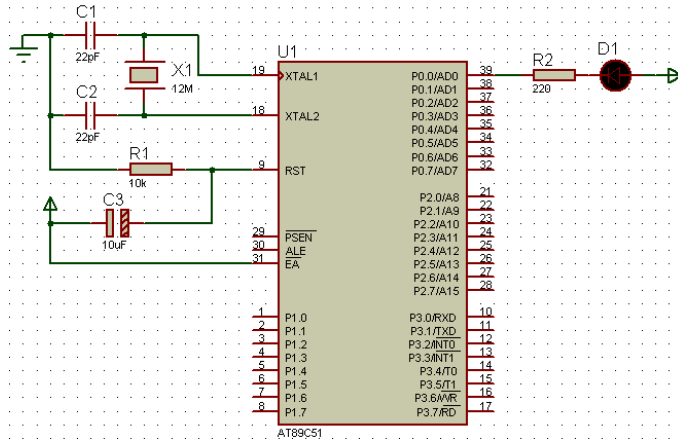 C1
22pF
X1
12M
C2
22pF
R1
10k
C3
10uF
U1
19 XTAL1
18 XTAL2
9 RST
29 PSEN
30 ALE
31 EA
1 P1.0
2 P1.1
3 P1.2
4 P1.3
5 P1.4
6 P1.5
7 P1.6
8 P1.7
P0.0/AD0 39
P0.1/AD1 38
P0.2/AD2 37
P0.3/AD3 36
P0.4/AD4 35
P0.5/AD5 34
P0.6/AD6 33
P0.7/AD7 32
P2.0/A8 21
P2.1/A9 22
P2.2/A10 23
P2.3/A11 24
P2.4/A12 25
P2.5/A13 26
P2.6/A14 27
P2.7/A15 28
P3.0/RXD 10
P3.1/TXD 11
P3.2/INT0 12
P3.3/INT1 13
P3.4/T0 14
P3.5/T1 15
P3.6/WR 16
P3.7/RD 17
AT89C51
R2
220
D1